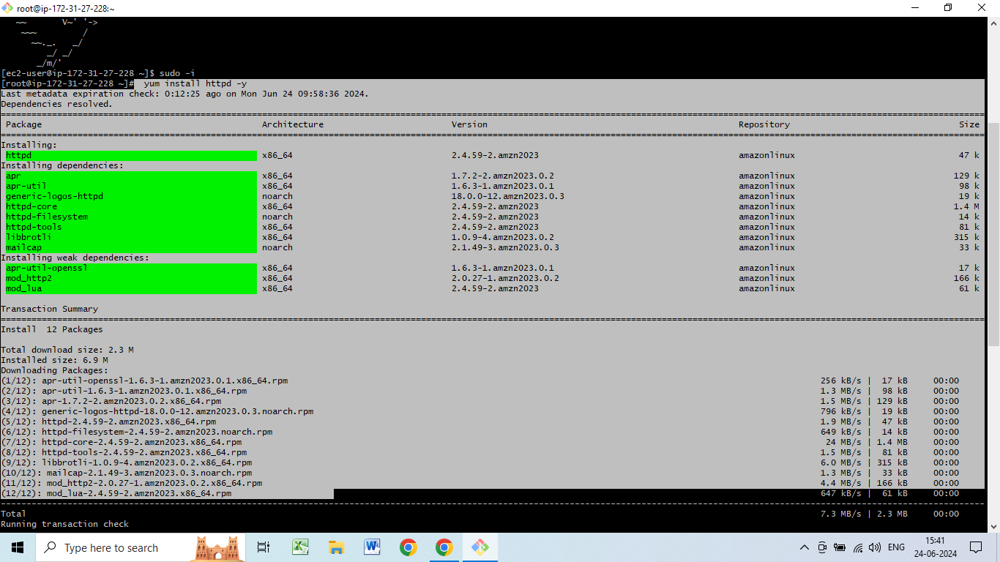 root@ip-172-31-27-228:~
~~       V~' '->
~~~         /
~~._.   _/
_/ _/
_/m/'
[ec2-user@ip-172-31-27-228 ~]$ sudo -i
[root@ip-172-31-27-228 ~]#  yum install httpd -y
Last metadata expiration check: 0:12:25 ago on Mon Jun 24 09:58:36 2024.
Dependencies resolved.
================================================================================
Package Architecture Version Repository Size
================================================================================
Installing:
httpd x86_64 2.4.59-2.amzn2023 amazonlinux 47 k
Installing dependencies:
apr x86_64 1.7.2-2.amzn2023.0.2 amazonlinux 129 k
apr-util x86_64 1.6.3-1.amzn2023.0.1 amazonlinux 98 k
generic-logos-httpd noarch 18.0.0-12.amzn2023.0.3 amazonlinux 19 k
httpd-core x86_64 2.4.59-2.amzn2023 amazonlinux 1.4 M
httpd-filesystem noarch 2.4.59-2.amzn2023 amazonlinux 14 k
httpd-tools x86_64 2.4.59-2.amzn2023 amazonlinux 81 k
libbrotli x86_64 1.0.9-4.amzn2023.0.2 amazonlinux 315 k
mailcap noarch 2.1.49-3.amzn2023.0.3 amazonlinux 33 k
Installing weak dependencies:
apr-util-openssl x86_64 1.6.3-1.amzn2023.0.1 amazonlinux 17 k
mod_http2 x86_64 2.0.27-1.amzn2023.0.2 amazonlinux 166 k
mod_lua x86_64 2.4.59-2.amzn2023 amazonlinux 61 k
Transaction Summary
================================================================================
Install  12 Packages
Total download size: 2.3 M
Installed size: 6.9 M
Downloading Packages:
(1/12): apr-util-openssl-1.6.3-1.amzn2023.0.1.x86_64.rpm 256 kB/s |  17 kB     00:00
(2/12): apr-util-1.6.3-1.amzn2023.0.1.x86_64.rpm 1.3 MB/s |  98 kB     00:00
(3/12): apr-1.7.2-2.amzn2023.0.2.x86_64.rpm 1.5 MB/s | 129 kB     00:00
(4/12): generic-logos-httpd-18.0.0-12.amzn2023.0.3.noarch.rpm 796 kB/s |  19 kB     00:00
(5/12): httpd-2.4.59-2.amzn2023.x86_64.rpm 1.9 MB/s |  47 kB     00:00
(6/12): httpd-filesystem-2.4.59-2.amzn2023.noarch.rpm 649 kB/s |  14 kB     00:00
(7/12): httpd-core-2.4.59-2.amzn2023.x86_64.rpm 24 MB/s | 1.4 MB     00:00
(8/12): httpd-tools-2.4.59-2.amzn2023.x86_64.rpm 1.5 MB/s |  81 kB     00:00
(9/12): libbrotli-1.0.9-4.amzn2023.0.2.x86_64.rpm 6.0 MB/s | 315 kB     00:00
(10/12): mailcap-2.1.49-3.amzn2023.0.3.noarch.rpm 1.3 MB/s |  33 kB     00:00
(11/12): mod_http2-2.0.27-1.amzn2023.0.2.x86_64.rpm 4.4 MB/s | 166 kB     00:00
(12/12): mod_lua-2.4.59-2.amzn2023.x86_64.rpm 647 kB/s |  61 kB     00:00
--------------------------------------------------------------------------------
Total 7.3 MB/s | 2.3 MB     00:00
Running transaction check
Type here to search
ENG
15:41
24-06-2024